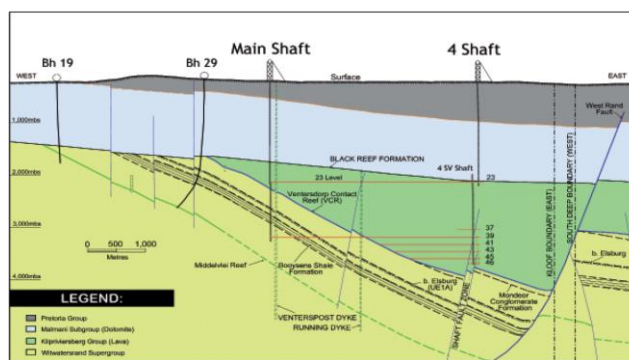 Main Shaft
4 Shaft
Bh 19
Bh 29
WEST
Surface
EAST
West Rand
Fault
1,000mbs
BLACK REEF FORMATION
4 SV Shaft
2,000mbs
23 Level
23
Ventersdorp Contact
Reef (VCR)
KLOOF BOUNDARY (EAST)
SOUTH DEEP BOUNDARY (WEST)
3,000mbs
37
39
41
43
45
b. Elsburg
0 500 1,000
Metres
Booysens Shale
Formation
Middelvlei Reef
b. Elsburg
(UE1A)
Mondeor
Conglomerate
Formation
4,000mbs
SHAFT FAULT ZONE
VENTERSPOST DYKE
RUNNING DYKE
LEGEND:
Pretoria Group
Malmani Subgroup (Dolomite)
Klipriviersberg Group (Lava)
Witwatersrand Supergroup